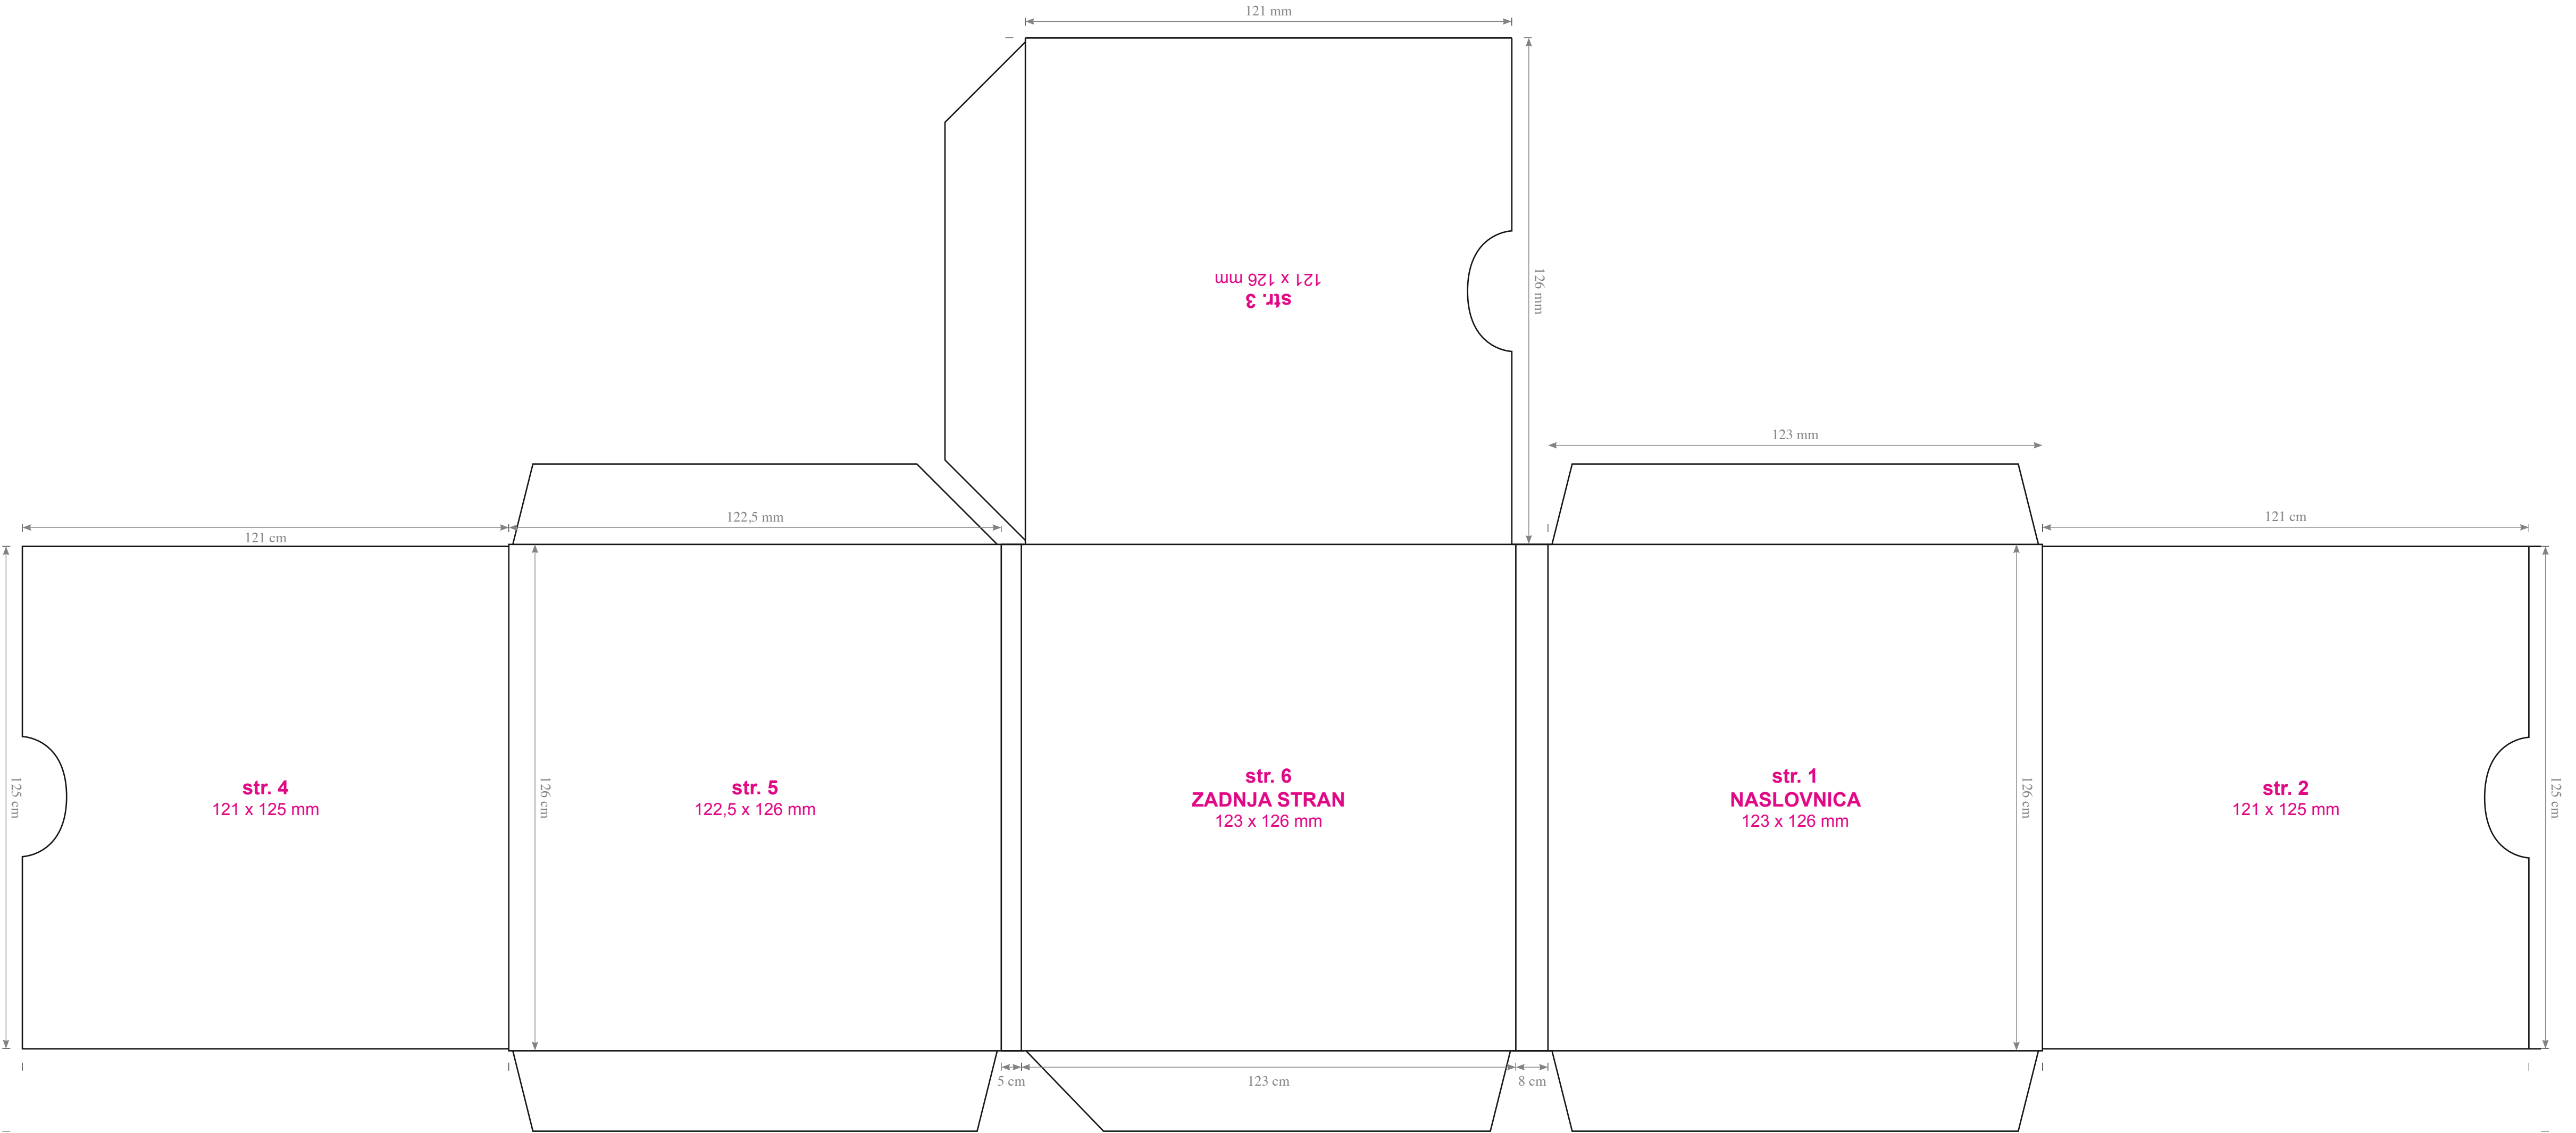 121 mm
126 mm
121 x 126 mm
str. 3
123 mm
122,5 mm
121 cm
121 cm
125 cm
str. 4
121 x 125 mm
126 cm
str. 5
122,5 x 126 mm
str. 6
ZADNJA STRAN
123 x 126 mm
str. 1
NASLOVNICA
123 x 126 mm
126 cm
str. 2
121 x 125 mm
125 cm
5 cm
123 cm
8 cm